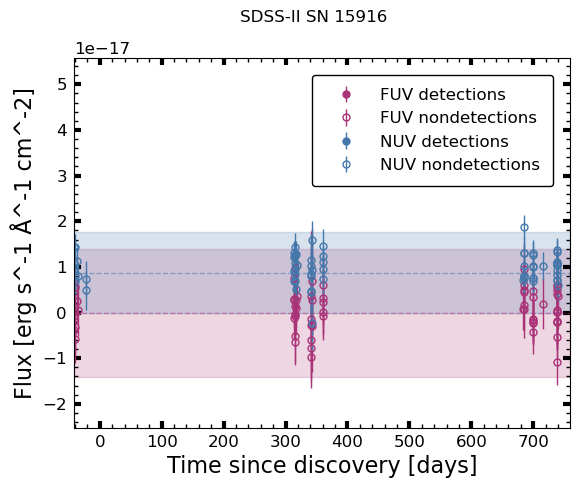 SDSS-II SN 15916
1e−17
FUV detections
FUV nondetections
NUV detections
NUV nondetections
5
4
3
2
1
0
−1
−2
Flux [erg s^-1 Å^-1 cm^-2]
0 100 200 300 400 500 600 700
Time since discovery [days]